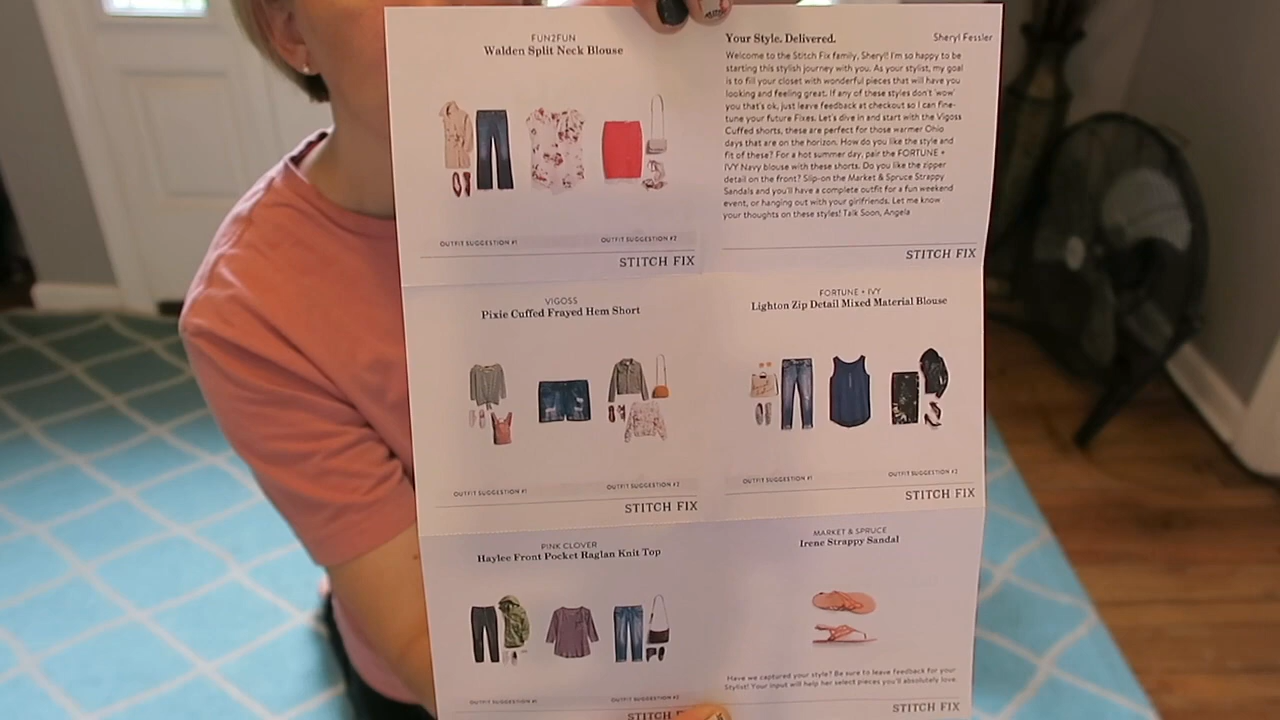 FUN2FUN
Walden Split Neck Blouse
OUTFIT SUGGESTION #1
OUTFIT SUGGESTION #2
STITCH FIX
Your Style. Delivered.
Sheryl Fessler
Welcome to the Stitch Fix family, Sheryl! I'm so happy to be
starting this stylish journey with you. As your stylist, my goal
is to fill your closet with wonderful pieces that will have you
looking and feeling great. If any of these styles don't 'wow'
you that's ok, just leave feedback at checkout so I can fine-
tune your future Fixes. Let's dive in and start with the Vigoss
Cuffed shorts, these are perfect for those warmer Ohio
days that are on the horizon. How do you like the style and
fit of these? For a hot summer day, pair the FORTUNE +
IVY Navy blouse with these shorts. Do you like the zipper
detail on the front? Slip-on the Market & Spruce Strappy
Sandals and you'll have a complete outfit for a fun weekend
event, or hanging out with your girlfriends. Let me know
your thoughts on these styles! Talk Soon, Angela
STITCH FIX
VIGOSS
Pixie Cuffed Frayed Hem Short
OUTFIT SUGGESTION #1
OUTFIT SUGGESTION #2
STITCH FIX
FORTUNE + IVY
Lighton Zip Detail Mixed Material Blouse
OUTFIT SUGGESTION #1
OUTFIT SUGGESTION #2
STITCH FIX
PINK CLOVER
Haylee Front Pocket Raglan Knit Top
OUTFIT SUGGESTION #1
OUTFIT SUGGESTION #2
STITCH F
MARKET & SPRUCE
Irene Strappy Sandal
Have we captured your style? Be sure to leave feedback for your
Stylist! Your input will help her select pieces you'll absolutely love.
STITCH FIX